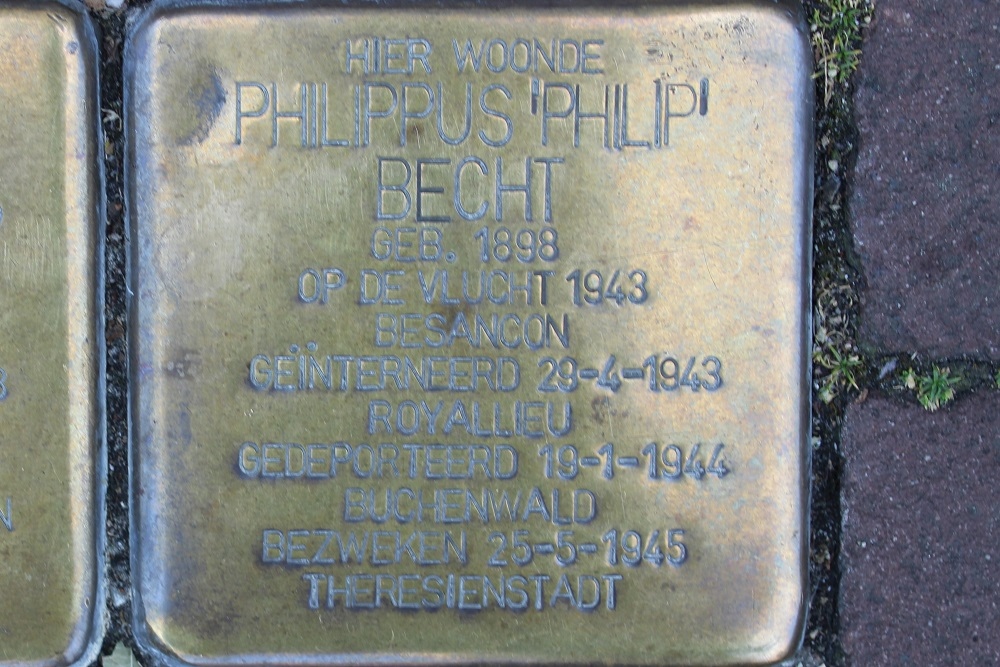 HIER WOONDE
PHILIPPUS 'PHILIP'
BECHT
GEB. 1898
OP DE VLUCHT 1943
BESANCON
GEÏNTERNEERD 29-4-1943
ROYALLIEU
GEDEPORTEERD 19-1-1944
BUCHENWALD
BEZWEKEN 25-5-1945
THERESIENSTADT